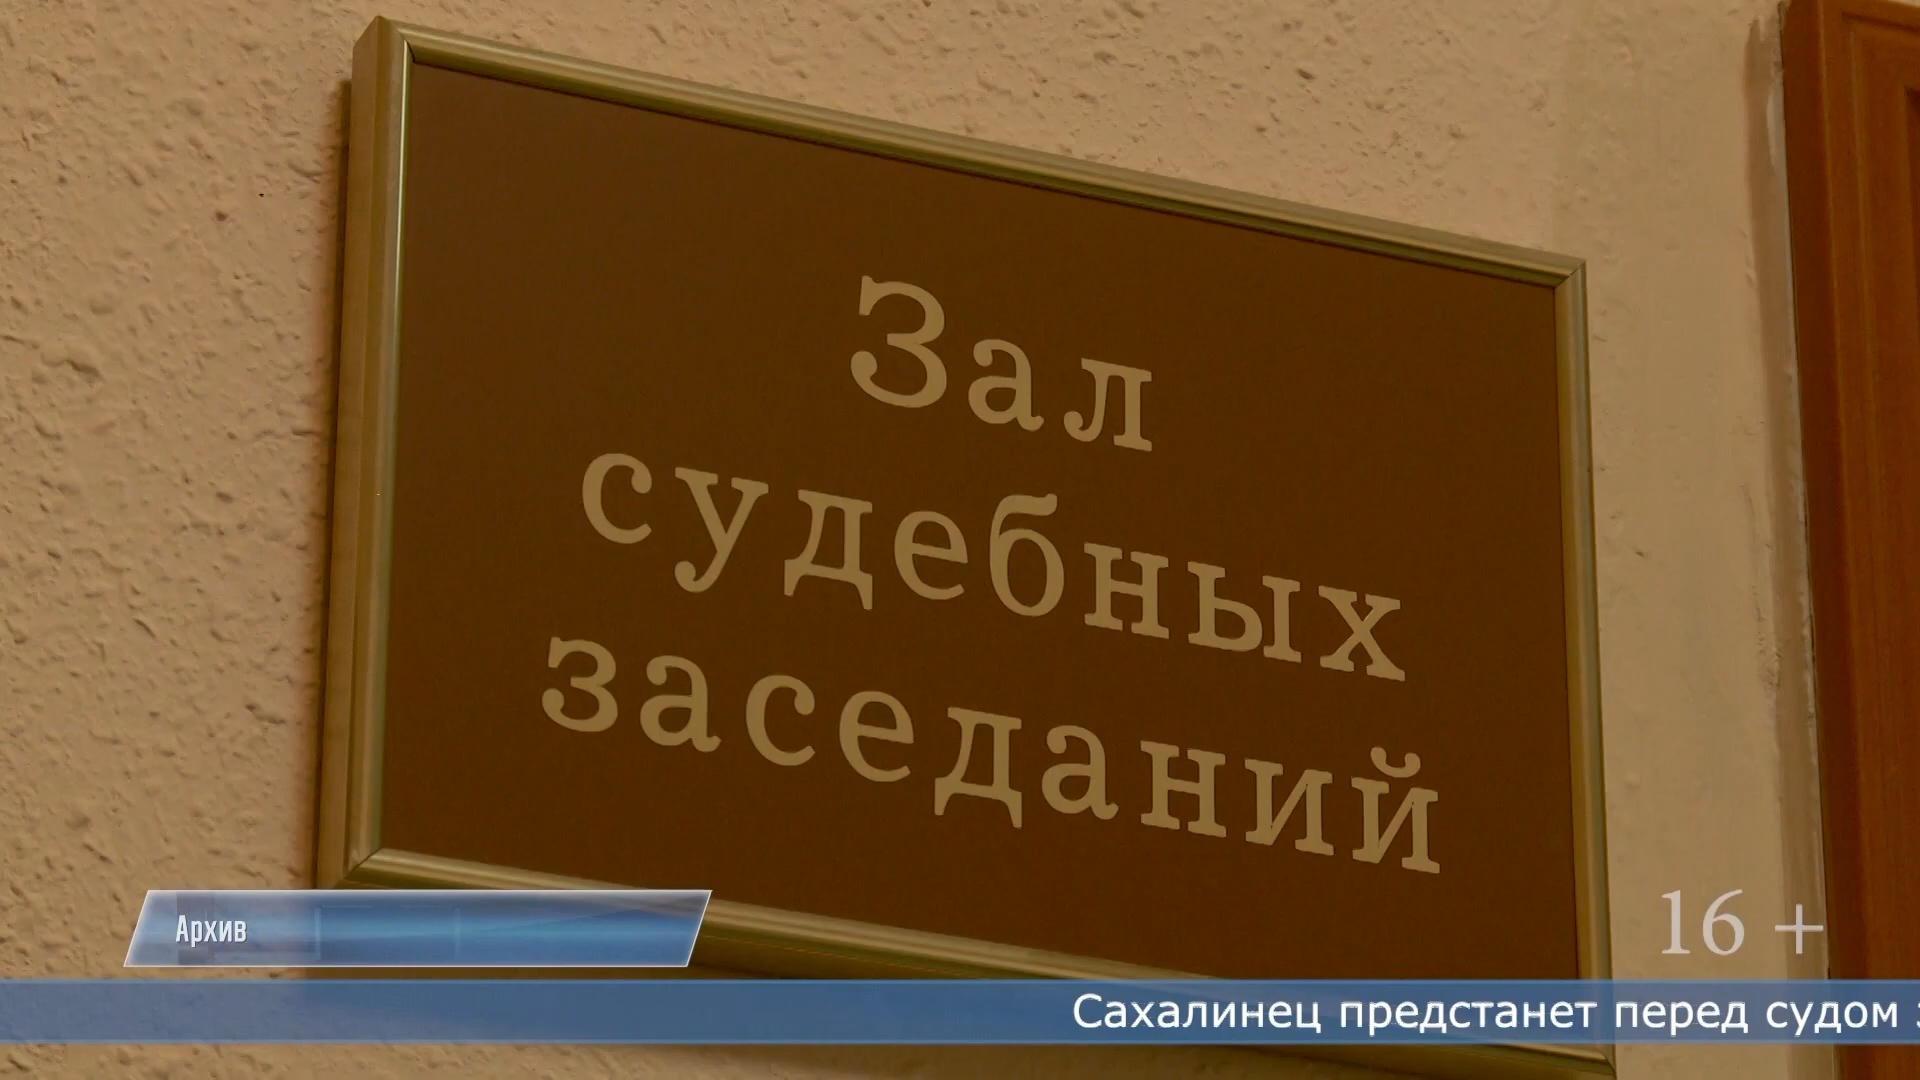 Зал
судебных
заседаний
Архив
16 +
Сахалинец предстанет перед судом